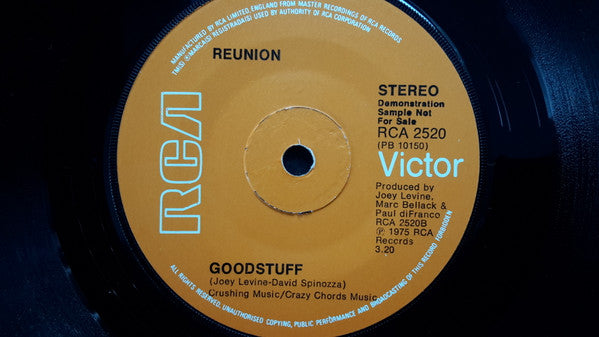 MANUFACTURED BY RCA LIMITED, ENGLAND FROM MASTER RECORDINGS OF RCA RECORDS
TM(S) ® MARCA(S) REGISTRADA(S) USED BY AUTHORITY OF RCA CORPORATION
REUNION
RCA
STEREO
Demonstration
Sample Not
For Sale
RCA 2520
(PB 10150)
Victor
Produced by
Joey Levine,
Marc Bellack &
Paul diFranco
RCA 2520B
℗ 1975 RCA
Records
3.20
GOODSTUFF
(Joey Levine-David Spinozza)
Crushing Music/Crazy Chords Music
ALL RIGHTS RESERVED. UNAUTHORISED COPYING, PUBLIC PERFORMANCE AND BROADCASTING OF THIS RECORD FORBIDDEN